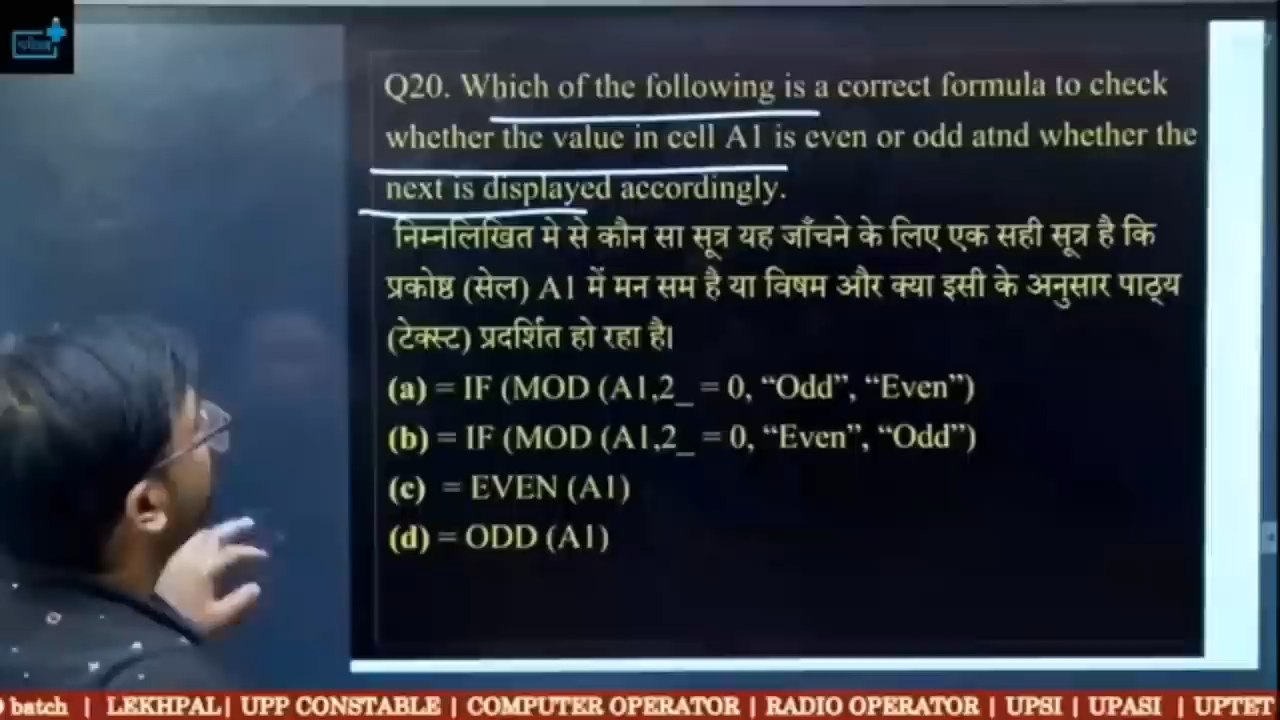 Q20. Which of the following is a correct formula to check
whether the value in cell A1 is even or odd atnd whether the
next is displayed accordingly.
निम्नलिखित मे से कौन सा सूत्र यह जाँचने के लिए एक सही सूत्र है कि
प्रकोष्ठ (सेल) A1 में मन सम है या विषम और क्या इसी के अनुसार पाठ्य
(टेक्स्ट) प्रदर्शित हो रहा है।
(a) = IF (MOD (A1,2_ = 0, “Odd”, “Even”)
(b) = IF (MOD (A1,2_ = 0, “Even”, “Odd”)
(c) = EVEN (A1)
(d) = ODD (A1)
batch | LEKHPAL| UPP CONSTABLE | COMPUTER OPERATOR | RADIO OPERATOR | UPSI | UPASI | UPTET